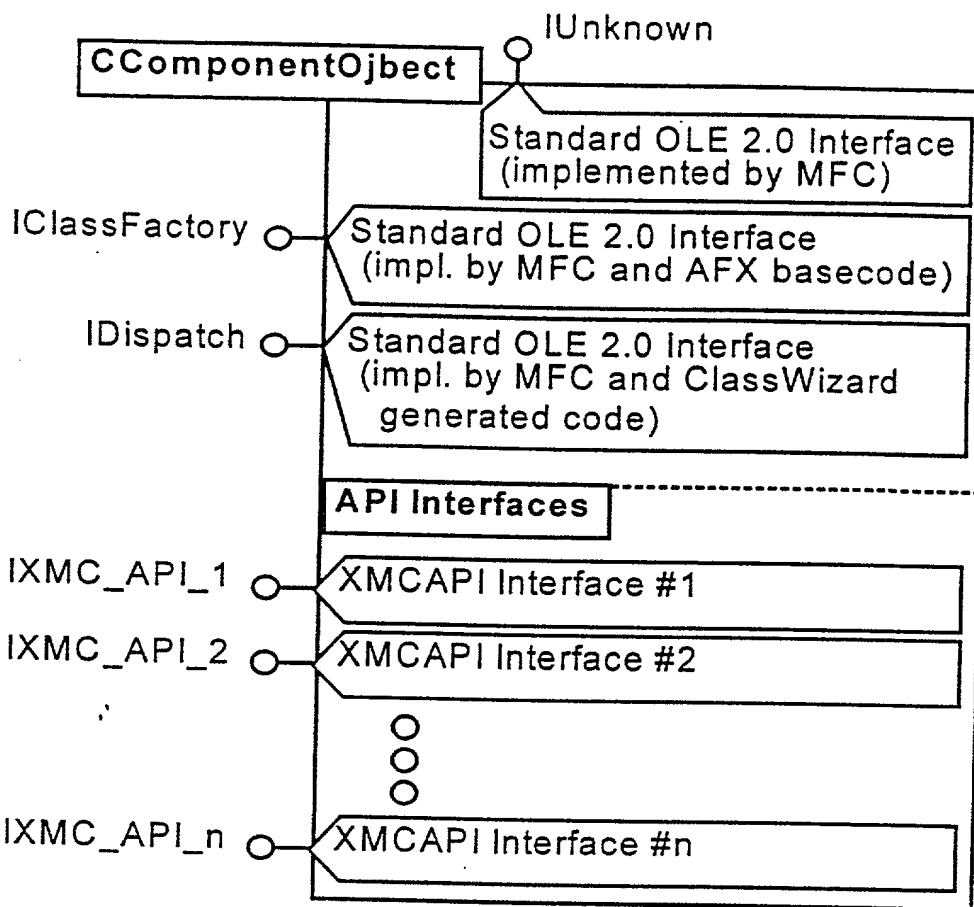 IUnknown
CComponentOjbect
Standard OLE 2.0 Interface
(implemented by MFC)
IClassFactory
Standard OLE 2.0 Interface
(impl. by MFC and AFX basecode)
IDispatch
Standard OLE 2.0 Interface
(impl. by MFC and ClassWizard
generated code)
API Interfaces
IXMC_API_1
XMCAPI Interface #1
IXMC_API_2
XMCAPI Interface #2
IXMC_API_n
XMCAPI Interface #n